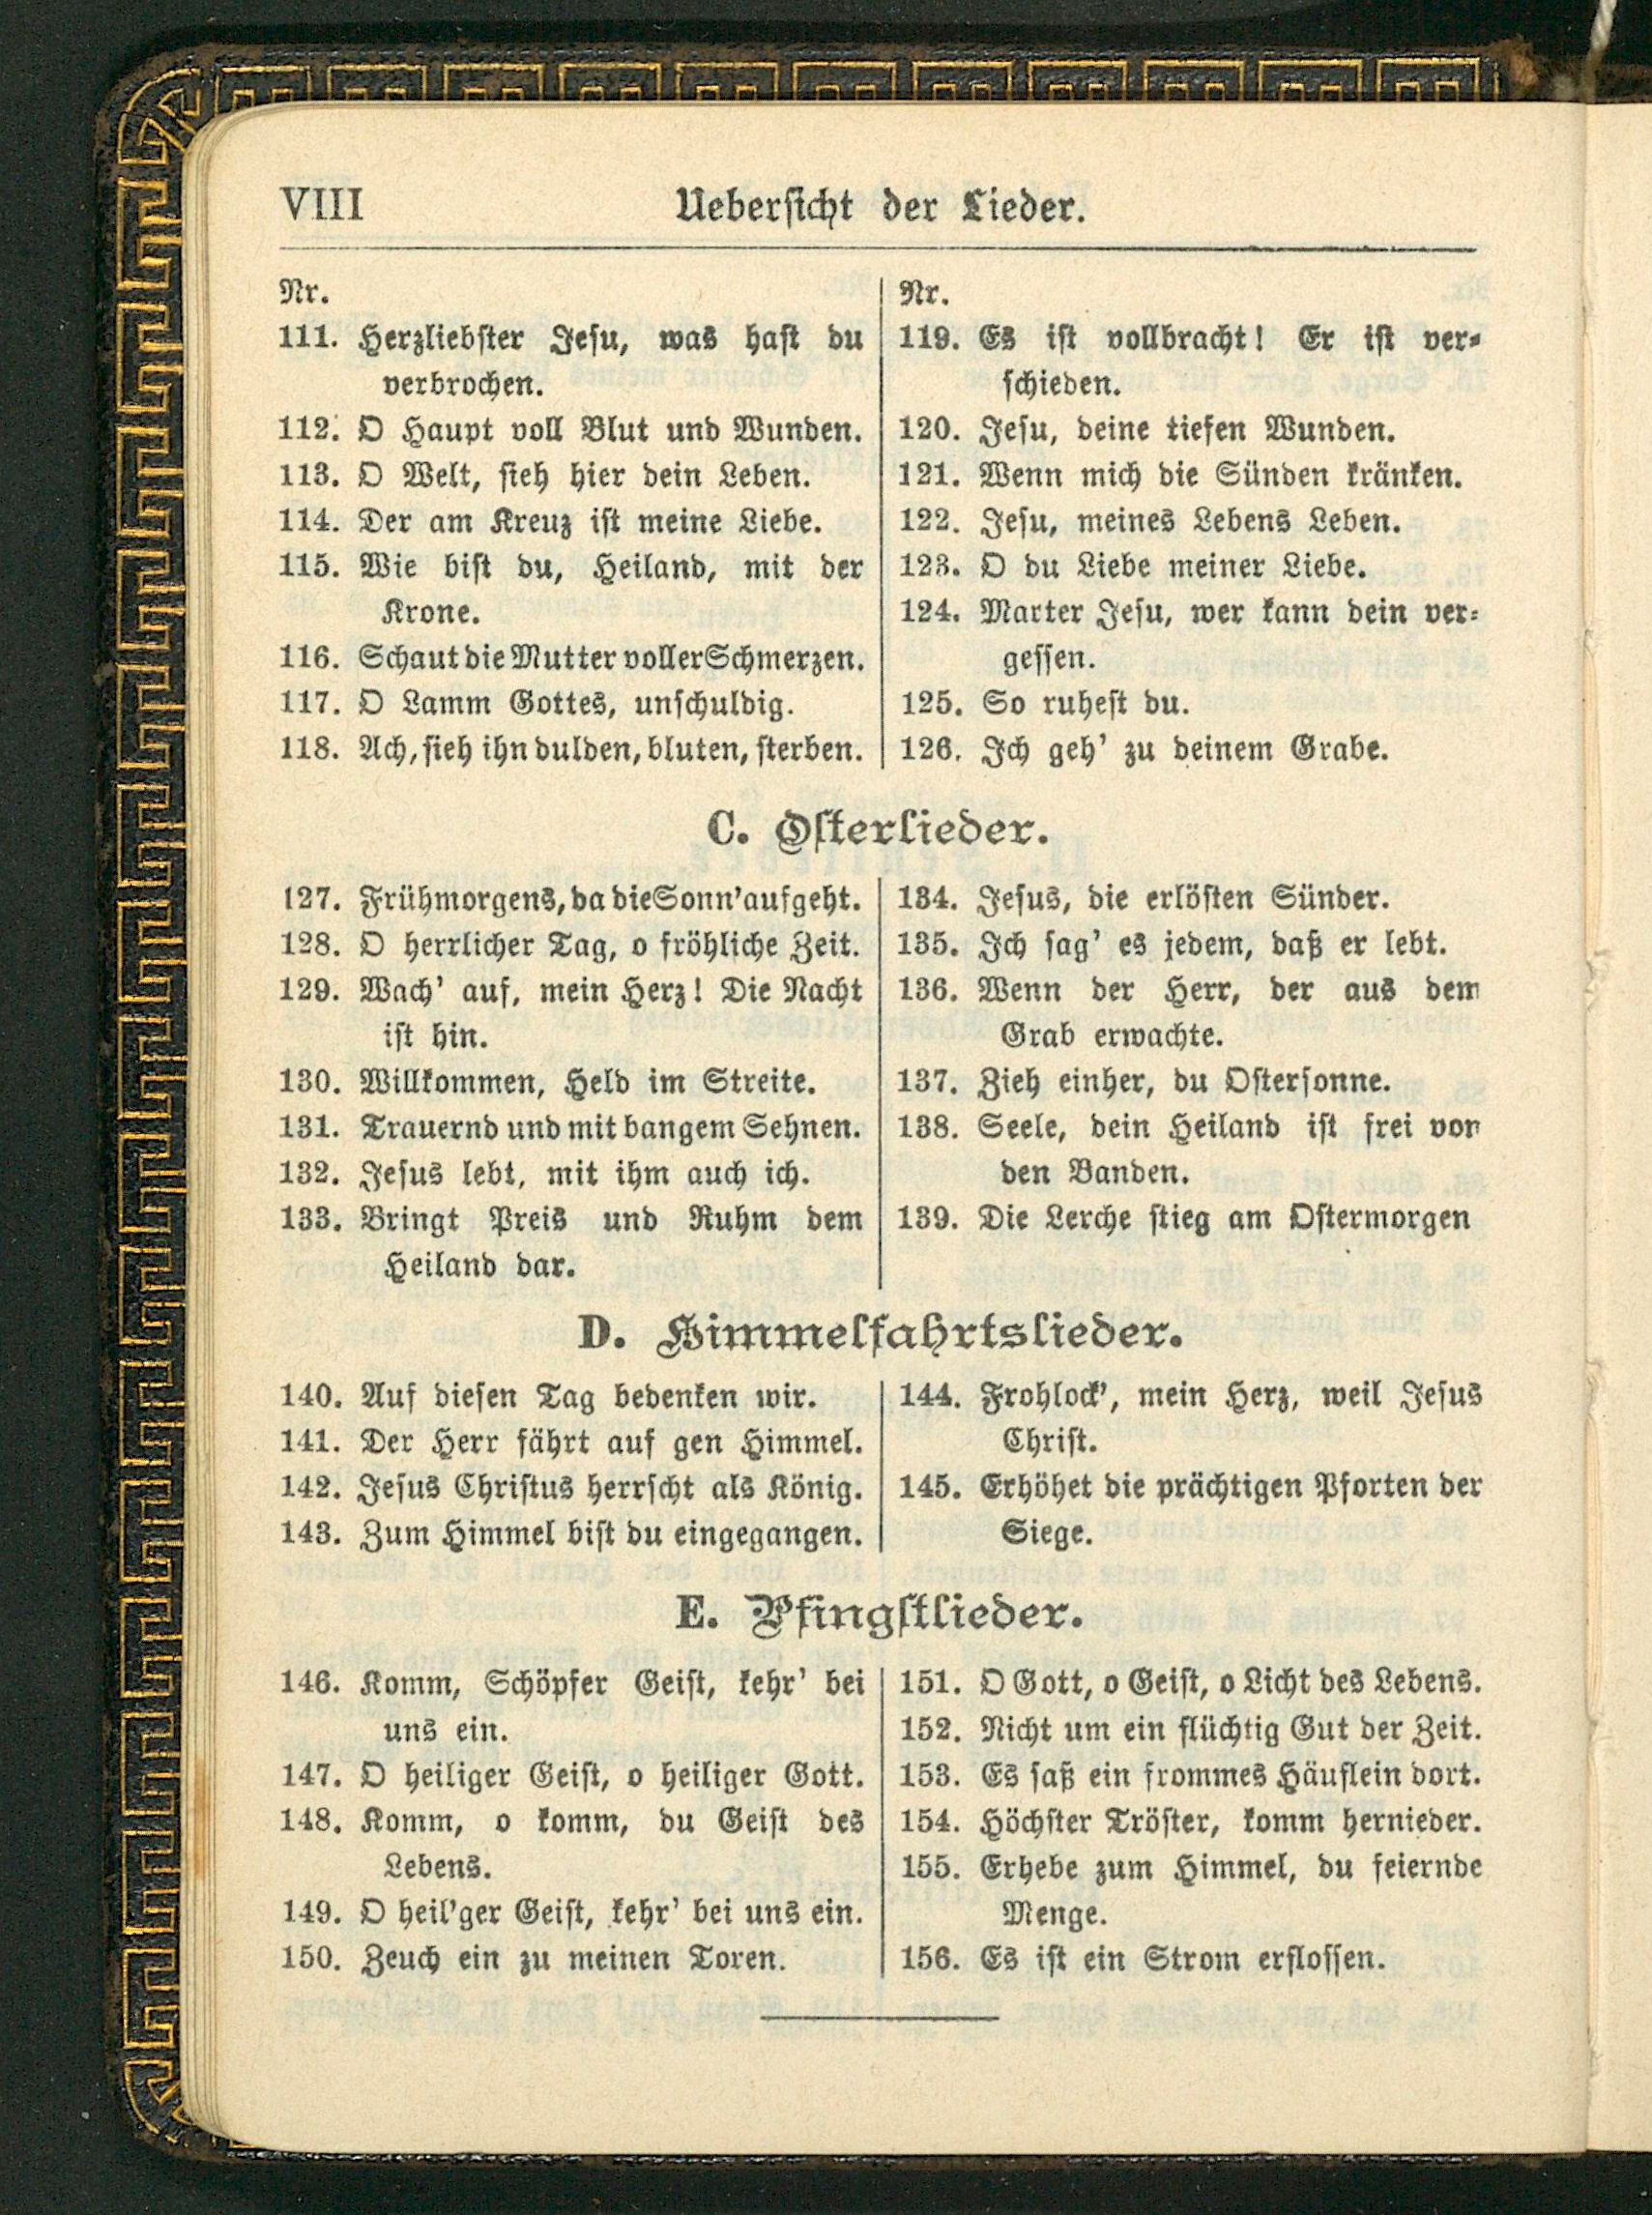 VIII
Uebersicht der Lieder.
Nr.
111. Herzliebster Jesu, was hast du
verbrochen.
112. O Haupt voll Blut und Wunden.
113. O Welt, sieh hier dein Leben.
114. Der am Kreuz ist meine Liebe.
115. Wie bist du, Heiland, mit der
Krone.
116. Schaut die Mutter voller Schmerzen.
117. O Lamm Gottes, unschuldig.
118. Ach, sieh ihn dulden, bluten, sterben.
Nr.
119. Es ist vollbracht! Er ist ver-
schieden.
120. Jesu, deine tiefen Wunden.
121. Wenn mich die Sünden kränken.
122. Jesu, meines Lebens Leben.
123. O du Liebe meiner Liebe.
124. Marter Jesu, wer kann dein ver-
gessen.
125. So ruhest du.
126. Ich geh' zu deinem Grabe.
C. Osterlieder.
127. Frühmorgens, da die Sonn' aufgeht.
128. O herrlicher Tag, o fröhliche Zeit.
129. Wach' auf, mein Herz! Die Nacht
ist hin.
130. Willkommen, Held im Streite.
131. Trauernd und mit bangem Sehnen.
132. Jesus lebt, mit ihm auch ich.
133. Bringt Preis und Ruhm dem
Heiland dar.
134. Jesus, die erlösten Sünder.
135. Ich sag' es jedem, daß er lebt.
136. Wenn der Herr, der aus dem
Grab erwachte.
137. Zieh einher, du Ostersonne.
138. Seele, dein Heiland ist frei von
den Banden.
139. Die Lerche stieg am Ostermorgen
D. Himmelfahrtslieder.
140. Auf diesen Tag bedenken wir.
141. Der Herr fährt auf gen Himmel.
142. Jesus Christus herrscht als König.
143. Zum Himmel bist du eingegangen.
144. Frohlock', mein Herz, weil Jesus
Christ.
145. Erhöhet die prächtigen Pforten der
Siege.
E. Pfingstlieder.
146. Komm, Schöpfer Geist, kehr' bei
uns ein.
147. O heiliger Geist, o heiliger Gott.
148. Komm, o komm, du Geist des
Lebens.
149. O heil'ger Geist, kehr' bei uns ein.
150. Zeuch ein zu meinen Toren.
151. O Gott, o Geist, o Licht des Lebens.
152. Nicht um ein flüchtig Gut der Zeit.
153. Es saß ein frommes Häuflein dort.
154. Höchster Tröster, komm hernieder.
155. Erhebe zum Himmel, du feiernde
Menge.
156. Es ist ein Strom erflossen.